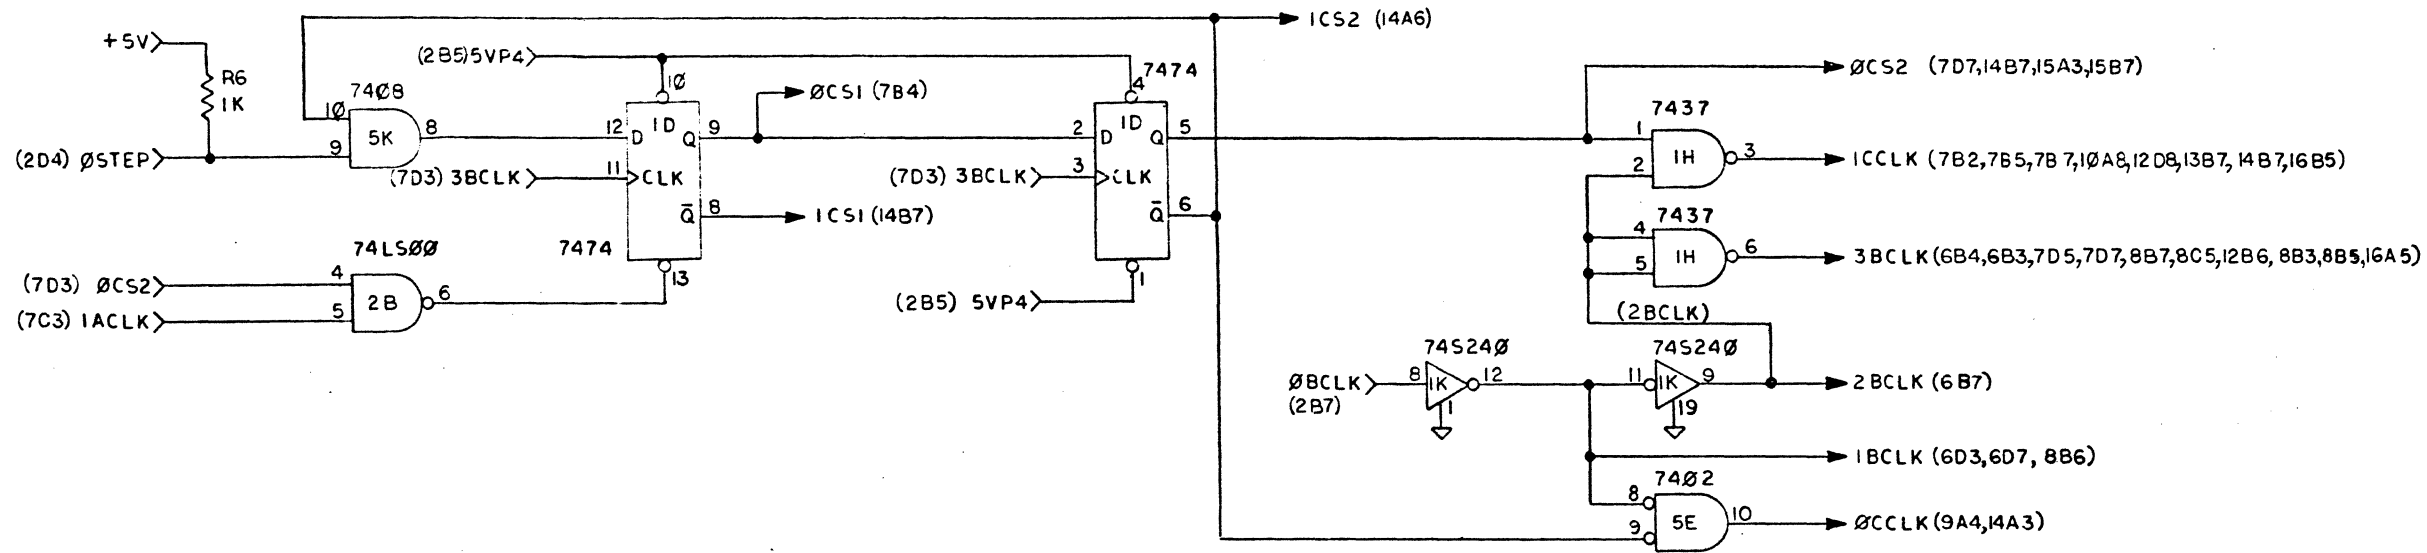 1CS2 (14A6)
+5V
(2B5)5VP4
R6
1K
7408
10
9
5K
8
(2D4) ØSTEP
10
1D
12
D
Q
9
11
CLK
(7D3) 3BCLK
Q̅
8
7474
13
ØCS1 (7B4)
1CS1 (14B7)
7474
4
1D
2
D
Q
5
3
CLK
(7D3) 3BCLK
Q̅
6
1
(2B5) 5VP4
74LSØØ
(7D3) ØCS2
4
(7C3) 1ACLK
5
2B
6
ØCS2 (7D7,14B7,15A3,15B7)
7437
1
2
1H
3
1CCLK (7B2,7B5,7B7,1ØA8,12D8,13B7,14B7,16B5)
7437
4
5
1H
6
3BCLK(6B4,6B3,7D5,7D7,8B7,8C5,12B6,8B3,8B5,16A5)
(2BCLK)
74S24Ø
74S24Ø
ØBCLK
(2B7)
8
1K
12
1
11
1K
9
19
2BCLK (6B7)
1BCLK (6D3,6D7, 8B6)
74Ø2
8
9
5E
10
ØCCLK(9A4,14A3)